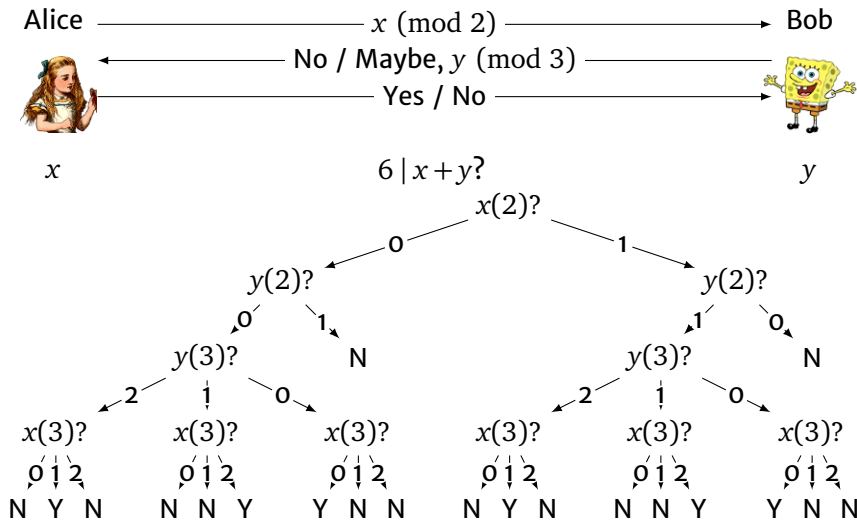 Alice x (mod 2) Bob
No / Maybe, y (mod 3)
Yes / No
x 6 | x + y? y
x(2)?
0 1
y(2)? y(2)?
0 1 1 0
y(3)? N y(3)? N
2 1 0 2 1 0
x(3)? x(3)? x(3)? x(3)? x(3)? x(3)?
0 1 2 0 1 2 0 1 2 0 1 2 0 1 2 0 1 2
N Y N N N Y Y N N N Y N N N Y Y N N